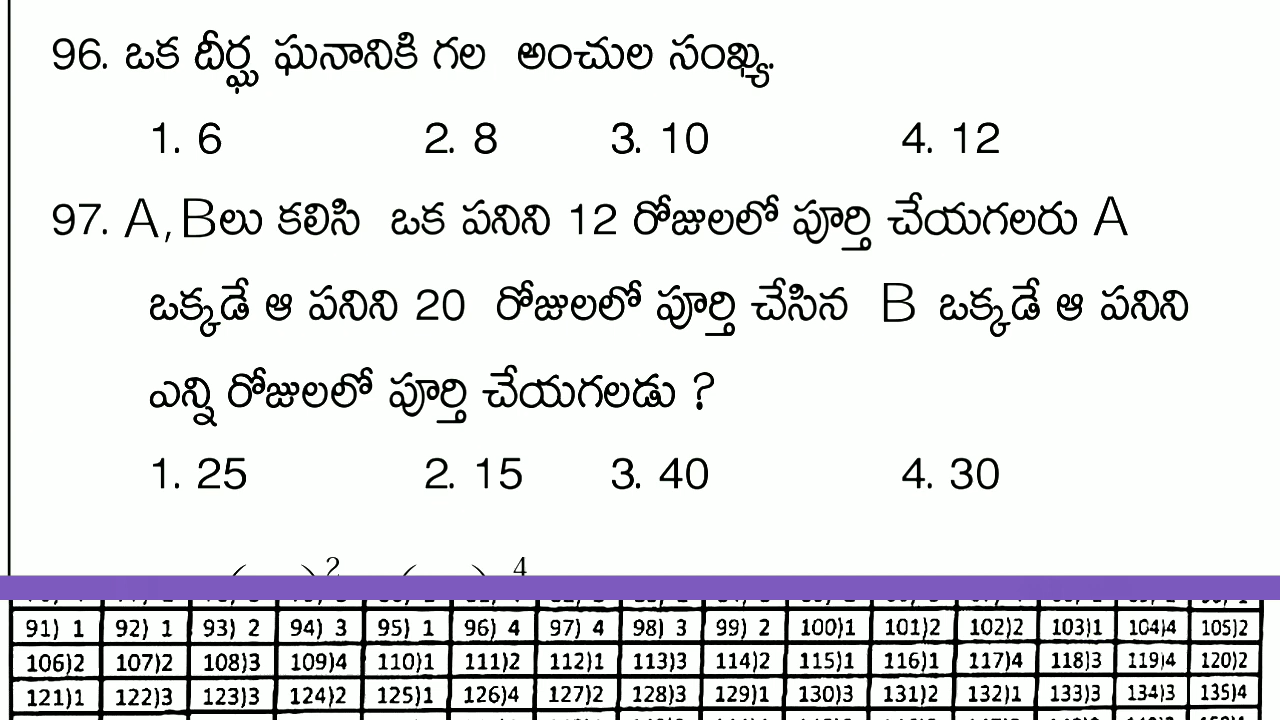 96. ఒక దీర్ఘ ఘనానికి గల అంచుల సంఖ్య.
1. 6 2. 8 3. 10 4. 12
97. A, Bలు కలిసి ఒక పనిని 12 రోజులలో పూర్తి చేయగలరు A
ఒక్కడే ఆ పనిని 20 రోజులలో పూర్తి చేసిన B ఒక్కడే ఆ పనిని
ఎన్ని రోజులలో పూర్తి చేయగలడు ?
1. 25 2. 15 3. 40 4. 30
91) 1 92) 1 93) 2 94) 3 95) 1 96) 4 97) 4 98) 3 99) 2 100)1 101)2 102)2 103)1 104)4 105)2
106)2 107)2 108)3 109)4 110)1 111)2 112)1 113)3 114)2 115)1 116)1 117)4 118)3 119)4 120)2
121)1 122)3 123)3 124)2 125)1 126)4 127)2 128)3 129)1 130)3 131)2 132)1 133)3 134)3 135)4